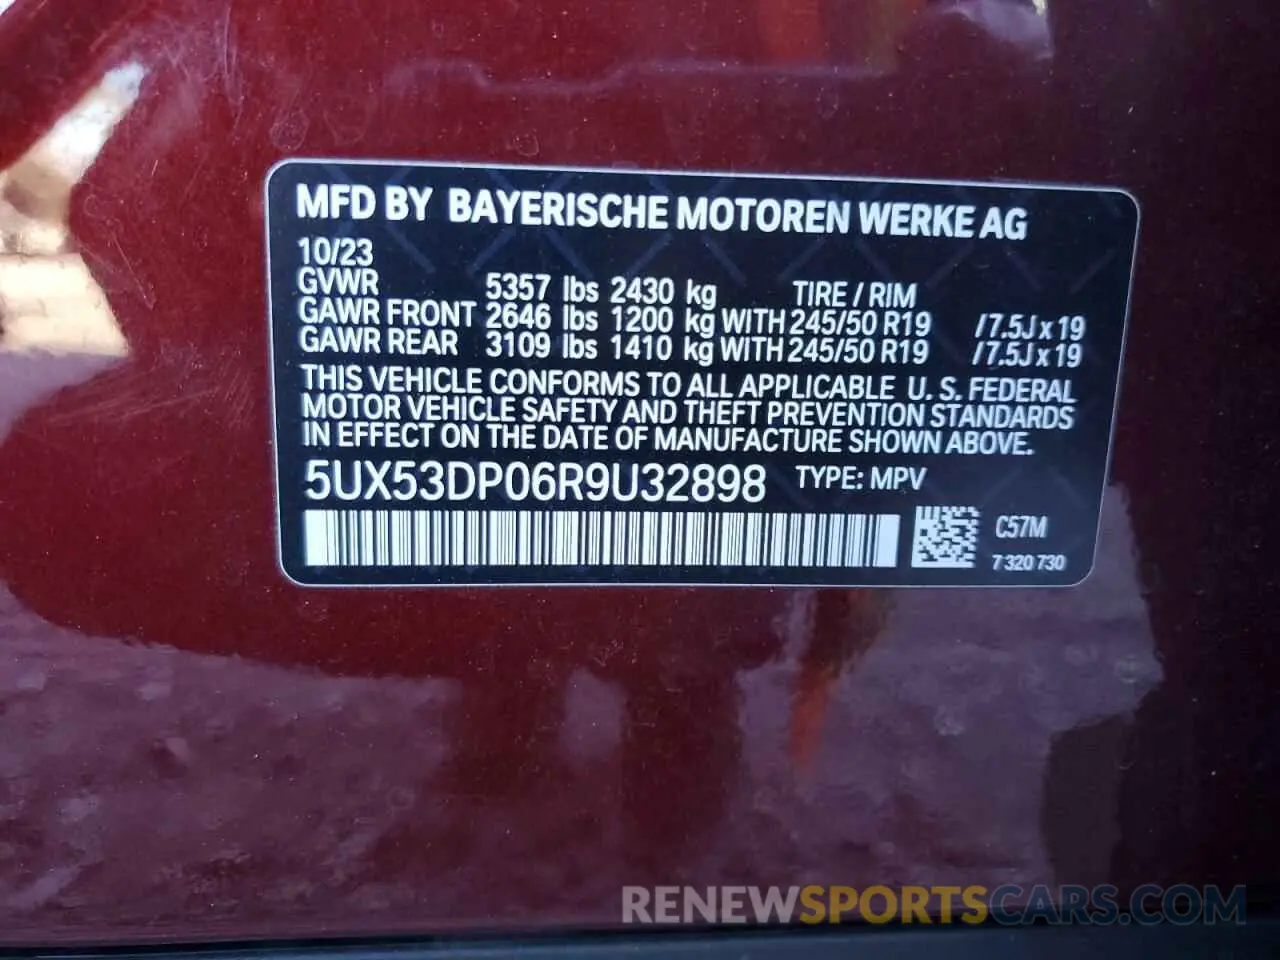 MFD BY BAYERISCHE MOTOREN WERKE AG
10/23
GVWR 5357 lbs 2430 kg TIRE / RIM
GAWR FRONT 2646 lbs 1200 kg WITH 245/50 R19 /7.5J x 19
GAWR REAR 3109 lbs 1410 kg WITH 245/50 R19 /7.5J x 19
THIS VEHICLE CONFORMS TO ALL APPLICABLE U. S. FEDERAL
MOTOR VEHICLE SAFETY AND THEFT PREVENTION STANDARDS
IN EFFECT ON THE DATE OF MANUFACTURE SHOWN ABOVE.
5UX53DP06R9U32898 TYPE: MPV
C57M
7 320 730
RENEWSPORTSCARS.COM